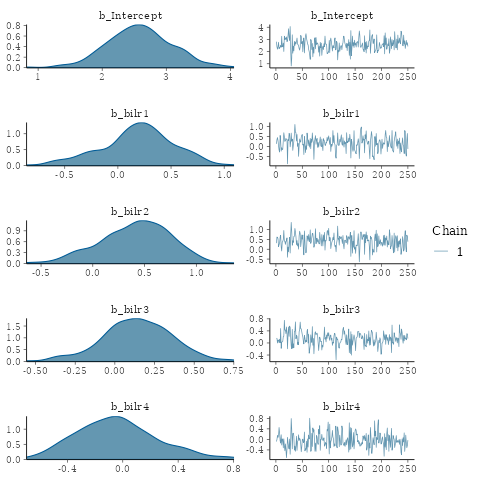 b_Intercept b_Intercept
0.8
0.6
0.4
0.2
0.0
1 2 3 4
4
3
2
1
0 50 100 150 200 250
b_bilr1 b_bilr1
1.0
0.5
0.0
-0.5 0.0 0.5 1.0
1.0
0.5
0.0
-0.5
0 50 100 150 200 250
b_bilr2 b_bilr2
0.9
0.6
0.3
0.0
-0.5 0.0 0.5 1.0
1.0
0.5
0.0
-0.5
0 50 100 150 200 250
Chain
1
b_bilr3 b_bilr3
1.5
1.0
0.5
0.0
-0.50 -0.25 0.00 0.25 0.50 0.75
0.8
0.4
0.0
-0.4
0 50 100 150 200 250
b_bilr4 b_bilr4
1.0
0.5
0.0
-0.4 0.0 0.4 0.8
0.8
0.4
0.0
-0.4
0 50 100 150 200 250